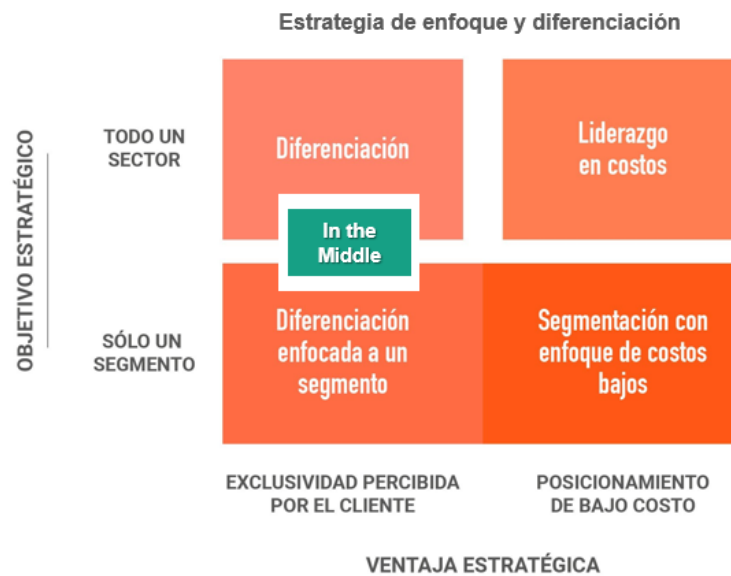 Estrategia de enfoque y diferenciación
OBJETIVO ESTRATÉGICO
TODO UN
SECTOR
Diferenciación
Liderazgo
en costos
In the
Middle
SÓLO UN
SEGMENTO
Diferenciación
enfocada a un
segmento
Segmentación con
enfoque de costos
bajos
EXCLUSIVIDAD PERCIBIDA
POR EL CLIENTE
POSICIONAMIENTO
DE BAJO COSTO
VENTAJA ESTRATÉGICA